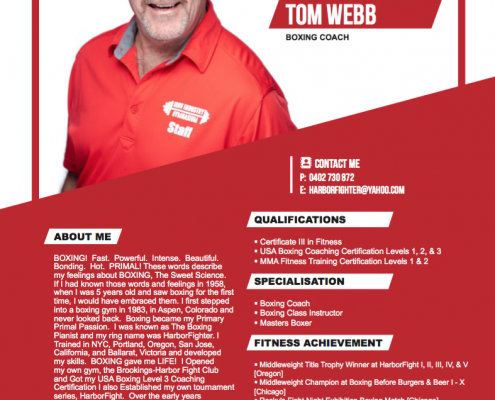 TOM WEBB
BOXING COACH
Staff
CONTACT ME
P: 0402 730 972
E: HARBORFIGHTER@YAHOO.COM
ABOUT ME
BOXING! Fast. Powerful. Intense. Beautiful.
Bonding. Hot. PRIMAL! These words describe
my feelings about BOXING, The Sweet Science.
If I had known those words and feelings in 1958,
when I was 5 years old and saw boxing for the first
time, I would have embraced them. I first stepped
into a boxing gym in 1983, in Aspen, Colorado and
never looked back. Boxing became my Primary
Primal Passion. I was known as The Boxing
Pianist and my ring name was HarborFighter. I
Trained in NYC, Portland, Oregon, San Jose,
California, and Ballarat, Victoria and developed
my skills. BOXING gave me LIFE! I Opened
my own gym, the Brookings-Harbor Fight Club
and Got my USA Boxing Level 3 Coaching
Certification I also Established my own tournament
series, HarborFight. Over the early years
QUALIFICATIONS
• Certificate III in Fitness
• USA Boxing Coaching Certification Levels 1, 2, & 3
• MMA Fitness Training Certification Levels 1 & 2
SPECIALISATION
• Boxing Coach
• Boxing Class Instructor
• Masters Boxer
FITNESS ACHIEVEMENT
• Middleweight Title Trophy Winner at HarborFight I, II, III, IV, & V
[Oregon]
• Middleweight Champion at Boxing Before Burgers & Beer I - X
[Chicago]
Fight Night Exhibition Boxing Match [Chicago]